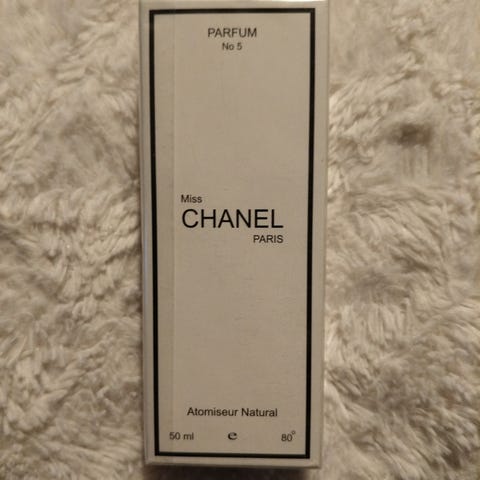 PARFUM
No 5
Miss
CHANEL
PARIS
Atomiseur Natural
50 ml e 80°